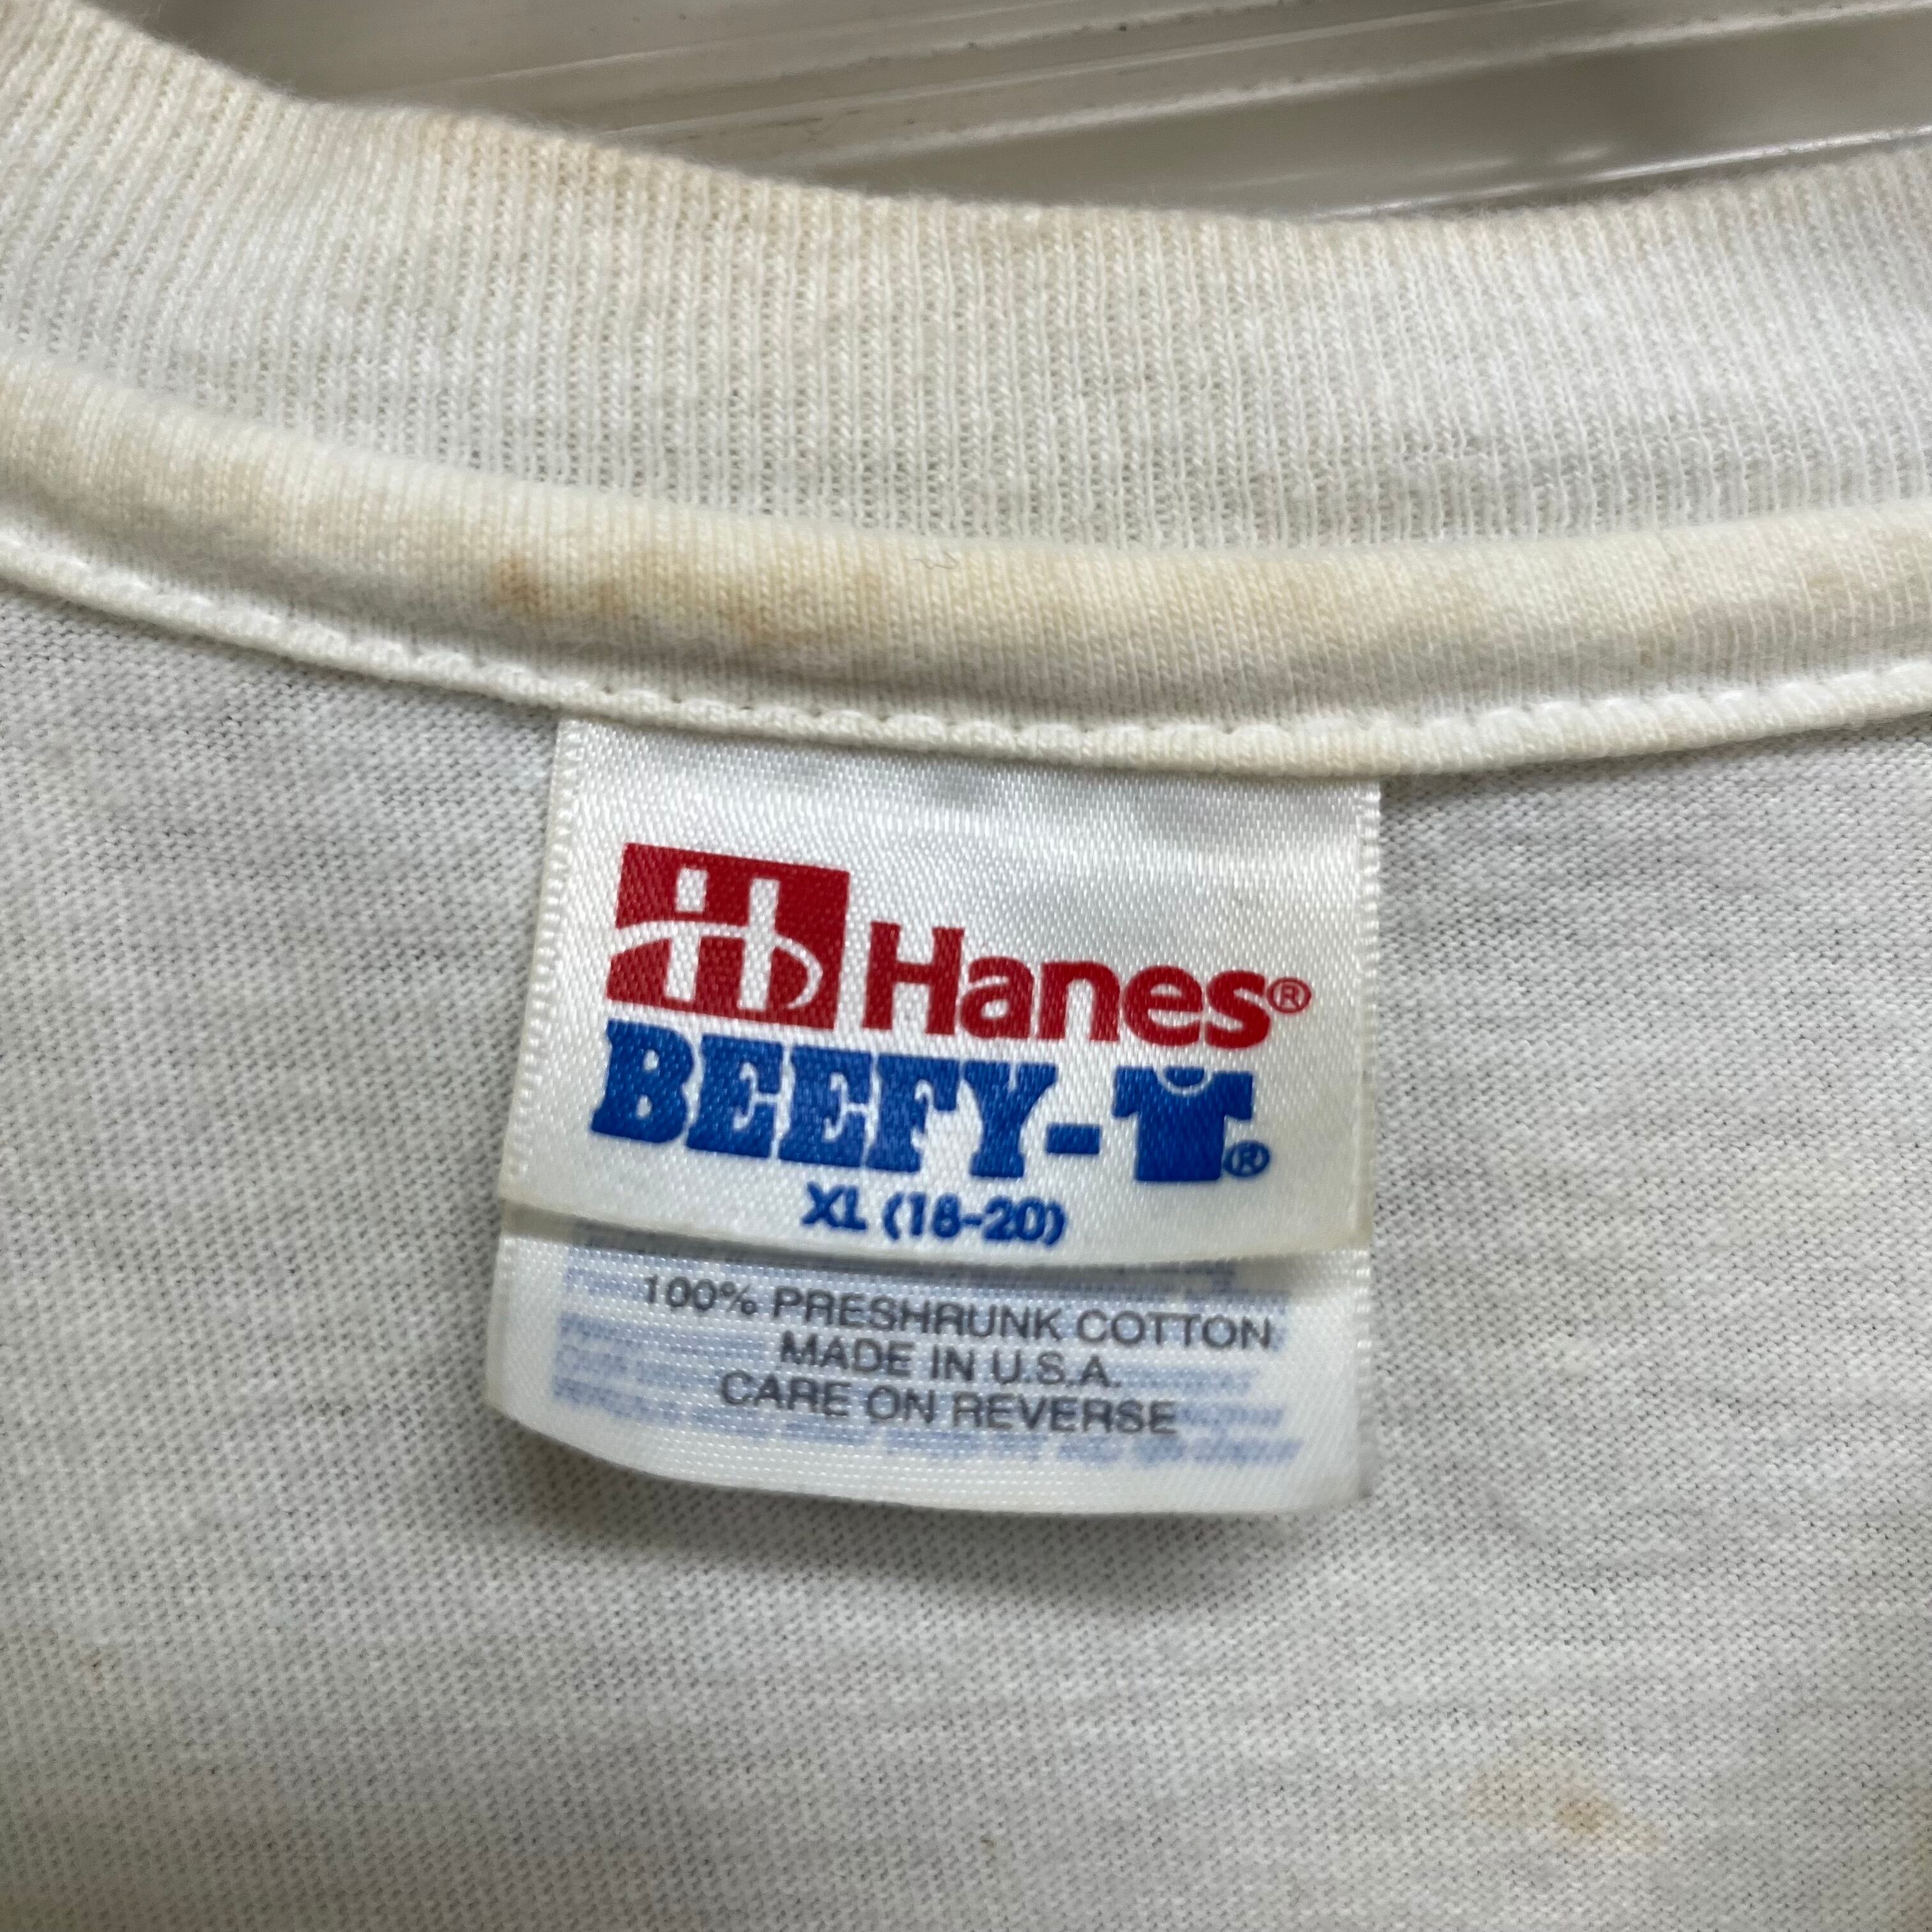 Hanes®
BEEFY-T®
XL (18-20)
100% PRESHRUNK COTTON
MADE IN U.S.A.
CARE ON REVERSE